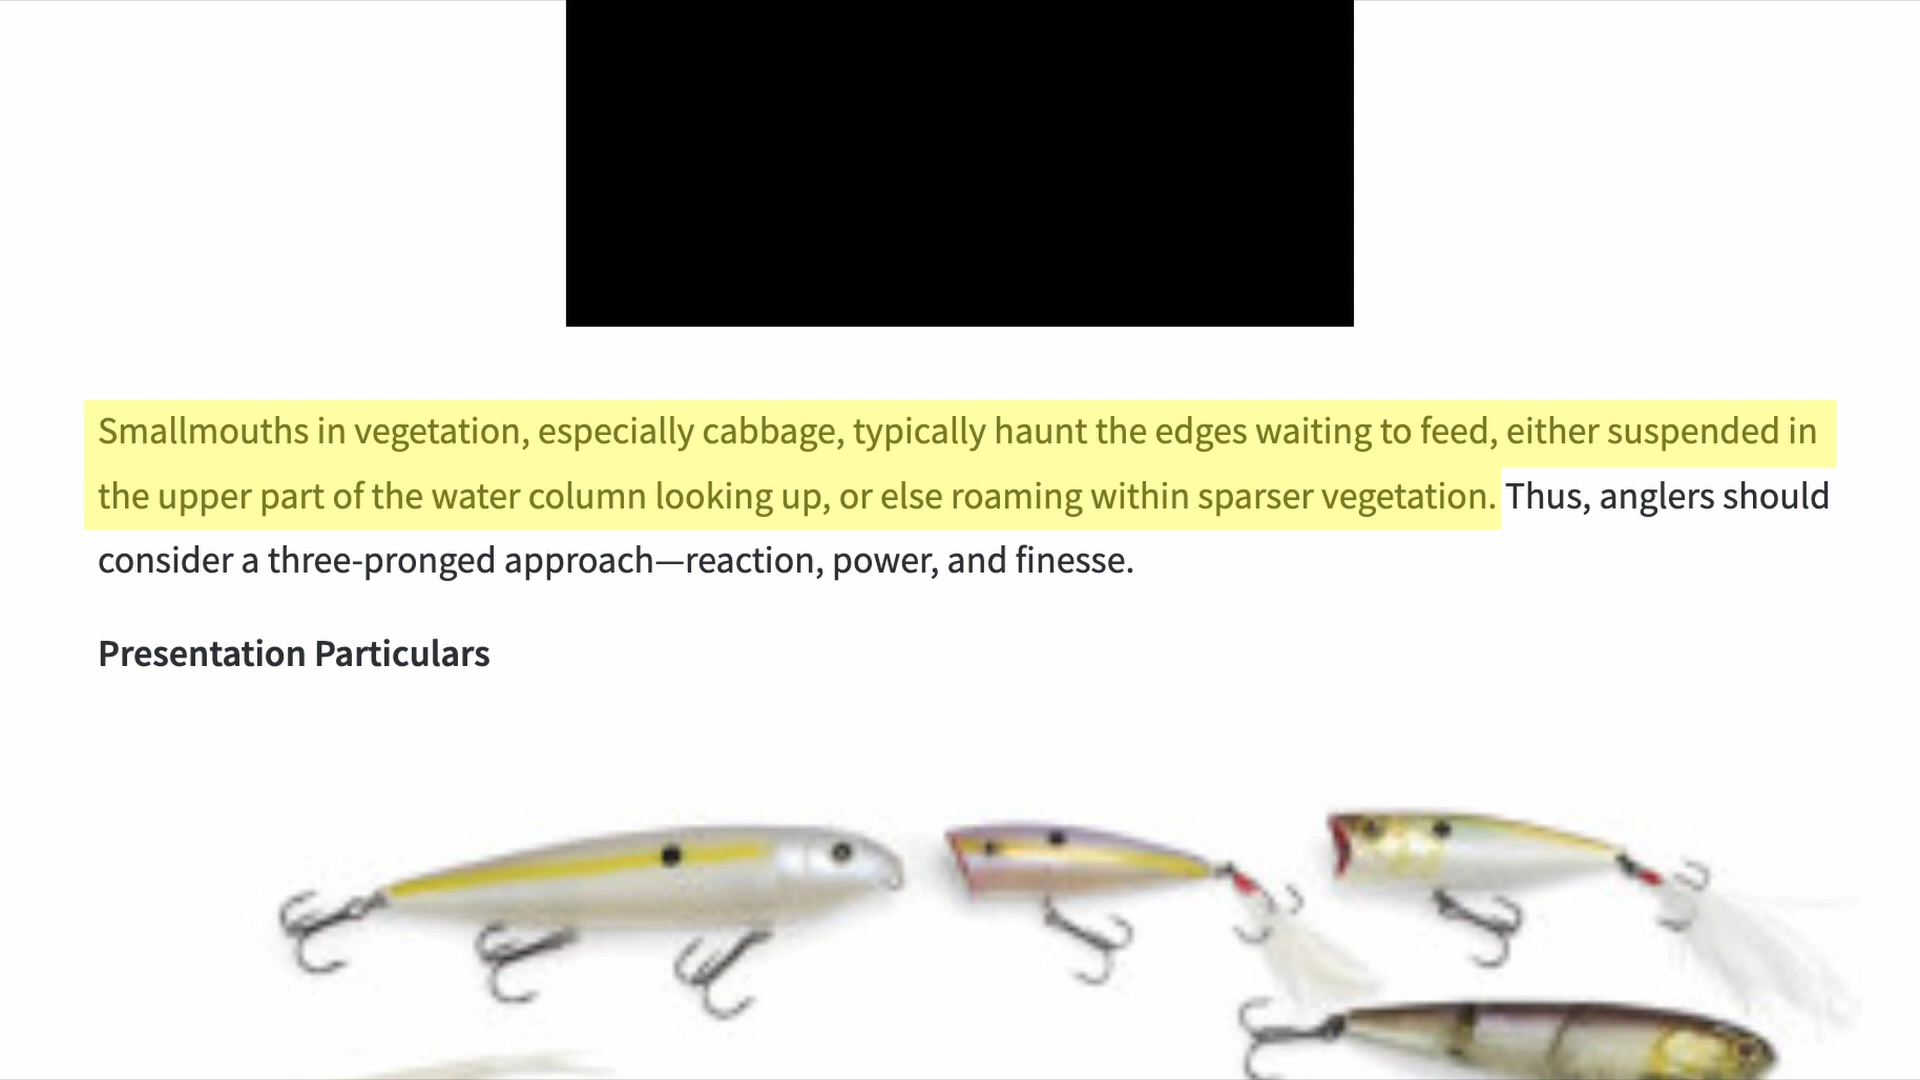 Smallmouths in vegetation, especially cabbage, typically haunt the edges waiting to feed, either suspended in
the upper part of the water column looking up, or else roaming within sparser vegetation. Thus, anglers should
consider a three-pronged approach—reaction, power, and finesse.
Presentation Particulars